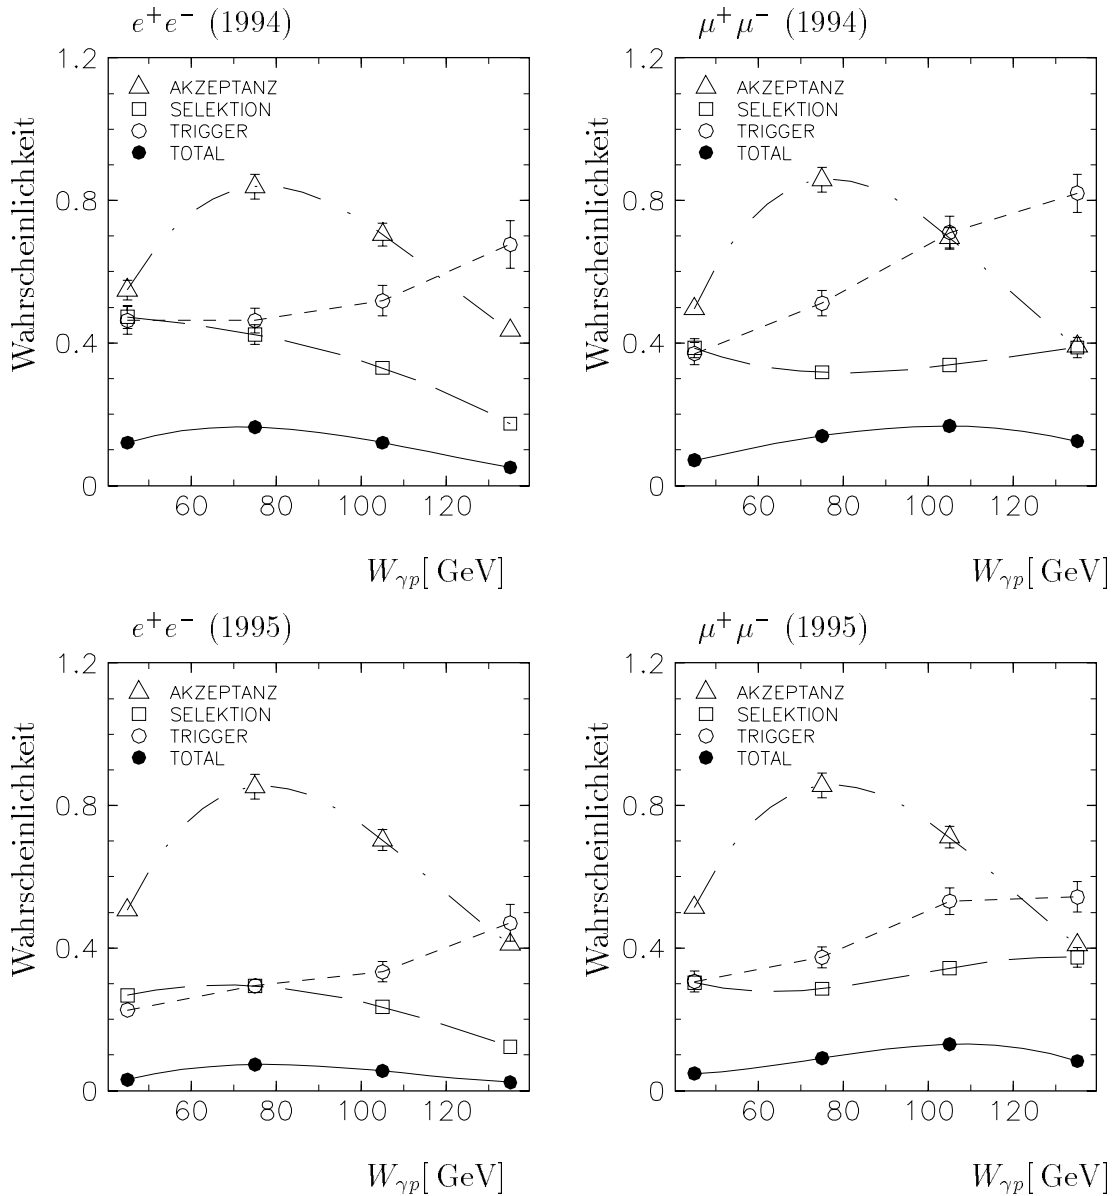 e⁺e⁻ (1994)
Wahrscheinlichkeit
1.2
0.8
0.4
0
AKZEPTANZ
SELEKTION
TRIGGER
TOTAL
60 80 100 120
W_γp [ GeV]
μ⁺μ⁻ (1994)
Wahrscheinlichkeit
1.2
0.8
0.4
0
AKZEPTANZ
SELEKTION
TRIGGER
TOTAL
60 80 100 120
W_γp [ GeV]
e⁺e⁻ (1995)
Wahrscheinlichkeit
1.2
0.8
0.4
0
AKZEPTANZ
SELEKTION
TRIGGER
TOTAL
60 80 100 120
W_γp [ GeV]
μ⁺μ⁻ (1995)
Wahrscheinlichkeit
1.2
0.8
0.4
0
AKZEPTANZ
SELEKTION
TRIGGER
TOTAL
60 80 100 120
W_γp [ GeV]